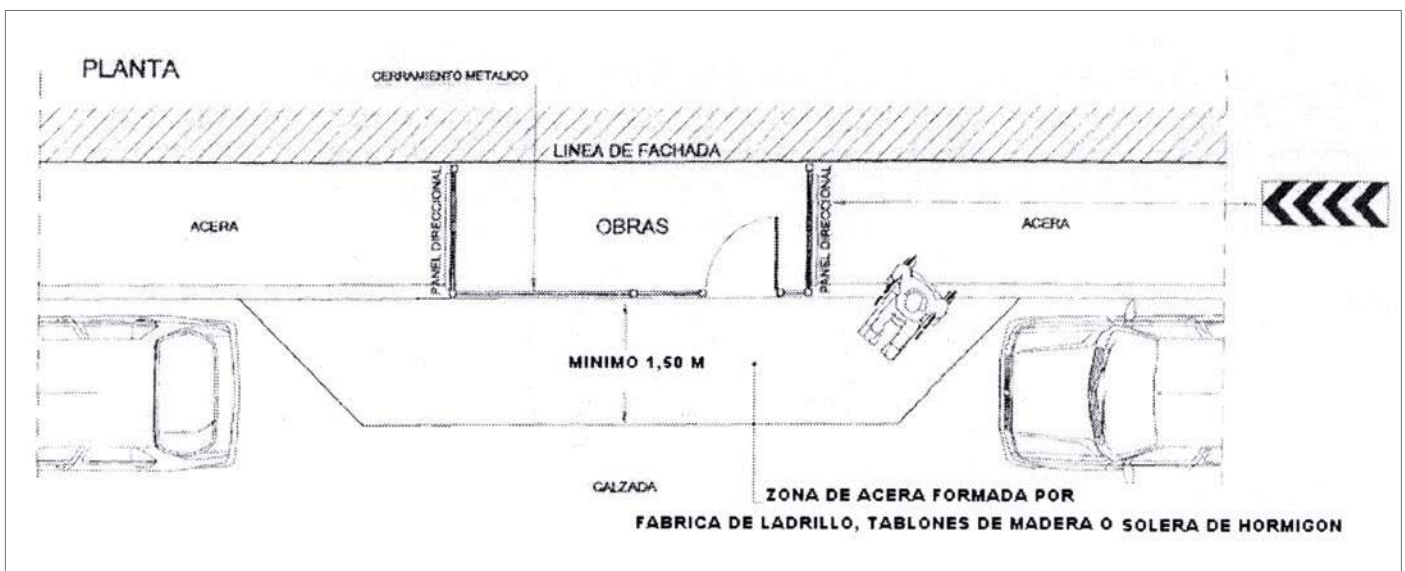 PLANTA
CERRAMIENTO METALICO
LINEA DE FACHADA
ACERA
PANEL DIRECCIONAL
OBRAS
PANEL DIRECCIONAL
ACERA
MINIMO 1,50 M
CALZADA
ZONA DE ACERA FORMADA POR
FABRICA DE LADRILLO, TABLONES DE MADERA O SOLERA DE HORMIGON